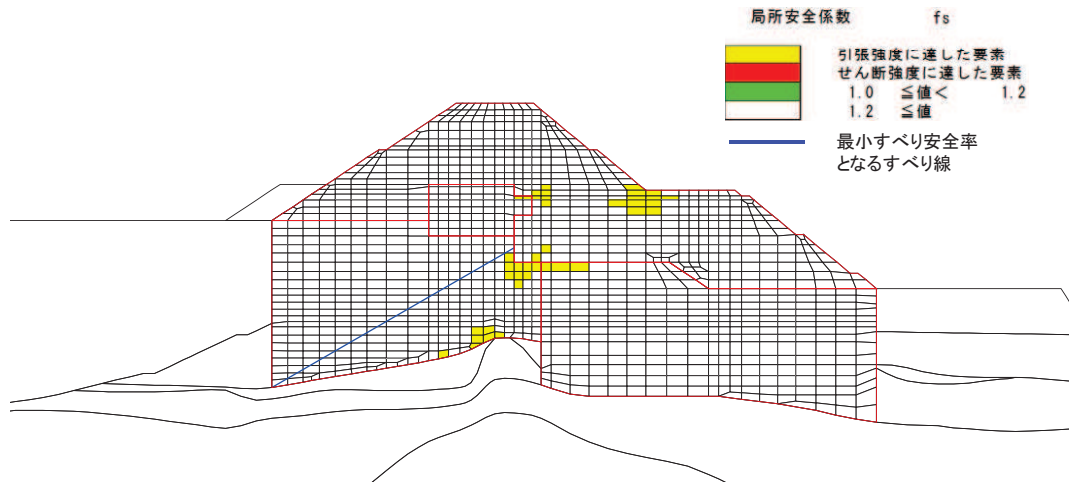 局所安全係数 fs
引張強度に達した要素
せん断強度に達した要素
1.0 ≦値< 1.2
1.2 ≦値
最小すべり安全率
となるすべり線